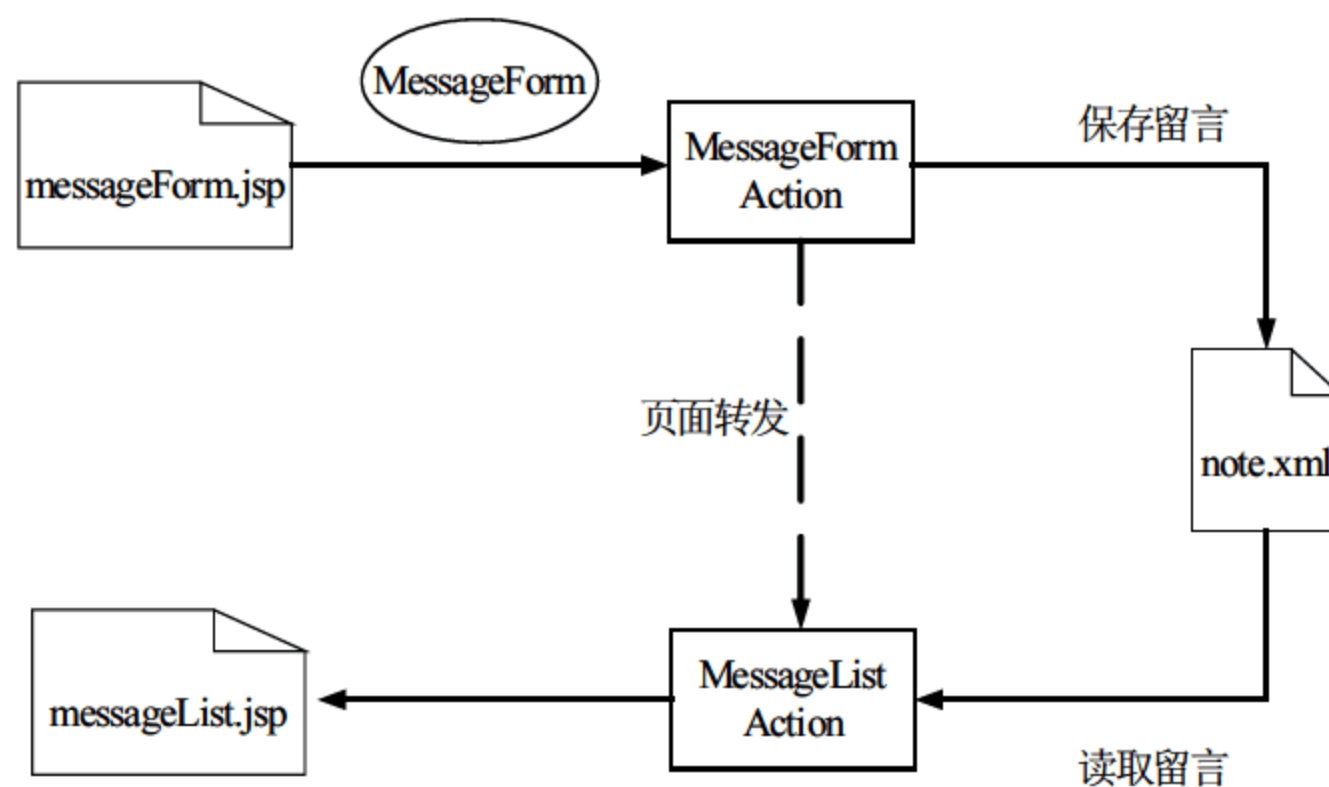 MessageForm
messageForm.jsp
MessageForm
Action
保存留言
页面转发
note.xml
messageList.jsp
MessageList
Action
读取留言